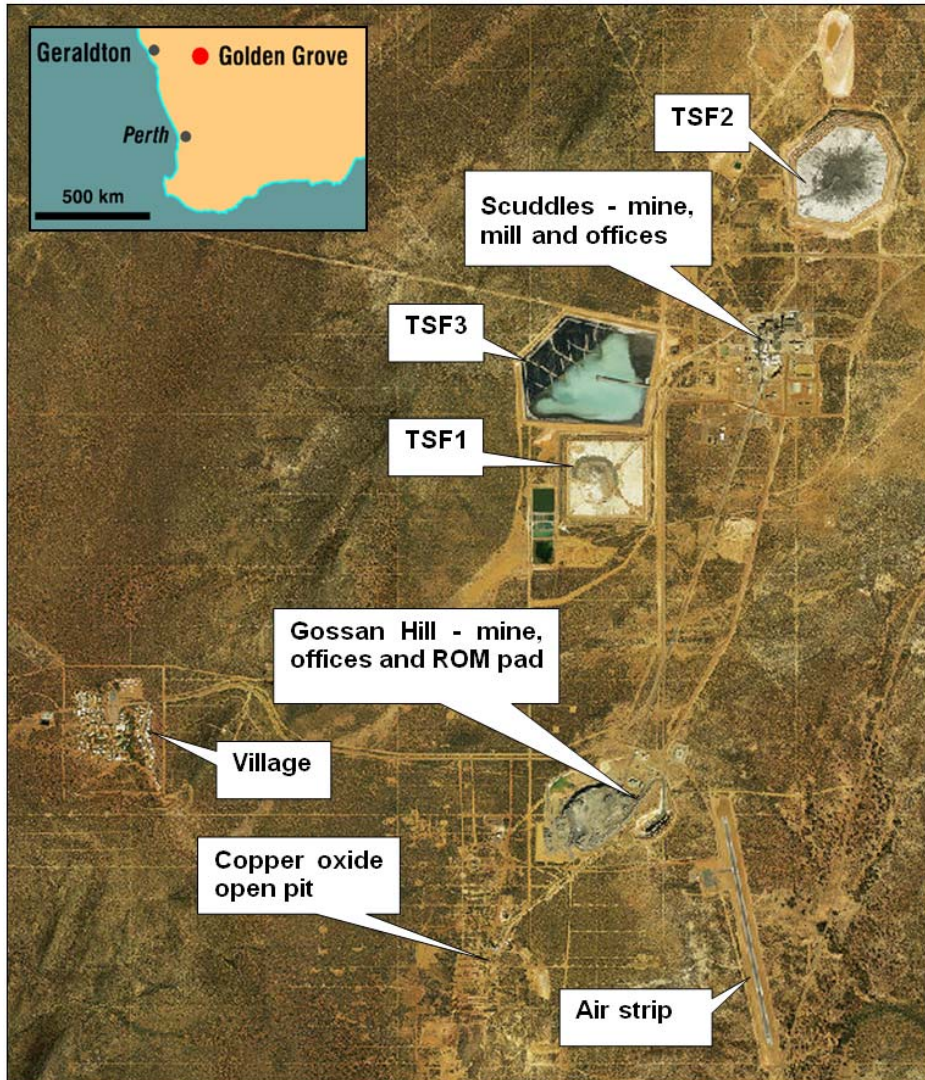 Geraldton
Golden Grove
Perth
500 km
TSF2
Scuddles - mine,
mill and offices
TSF3
TSF1
Gossan Hill - mine,
offices and ROM pad
Village
Copper oxide
open pit
Air strip